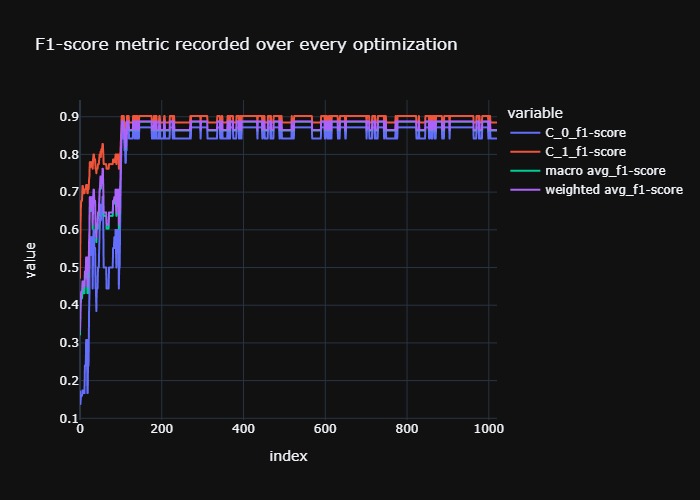 F1-score metric recorded over every optimization
variable
C_0_f1-score
C_1_f1-score
macro avg_f1-score
weighted avg_f1-score
value
0.9
0.8
0.7
0.6
0.5
0.4
0.3
0.2
0.1
0 200 400 600 800 1000
index